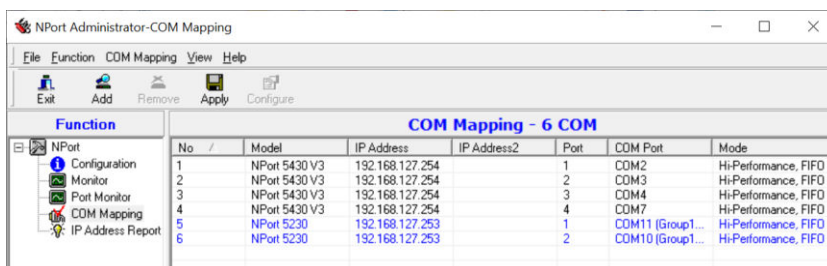 NPort Administrator-COM Mapping
File Function COM Mapping View Help
Exit Add Remove Apply Configure
Function
COM Mapping - 6 COM
NPort
Configuration
Monitor
Port Monitor
COM Mapping
IP Address Report
No Model IP Address IP Address2 Port COM Port Mode
1 NPort 5430 V3 192.168.127.254 1 COM2 Hi-Performance, FIFO
2 NPort 5430 V3 192.168.127.254 2 COM3 Hi-Performance, FIFO
3 NPort 5430 V3 192.168.127.254 3 COM4 Hi-Performance, FIFO
4 NPort 5430 V3 192.168.127.254 4 COM7 Hi-Performance, FIFO
5 NPort 5230 192.168.127.253 1 COM11 (Group1... Hi-Performance, FIFO
6 NPort 5230 192.168.127.253 2 COM10 (Group1... Hi-Performance, FIFO